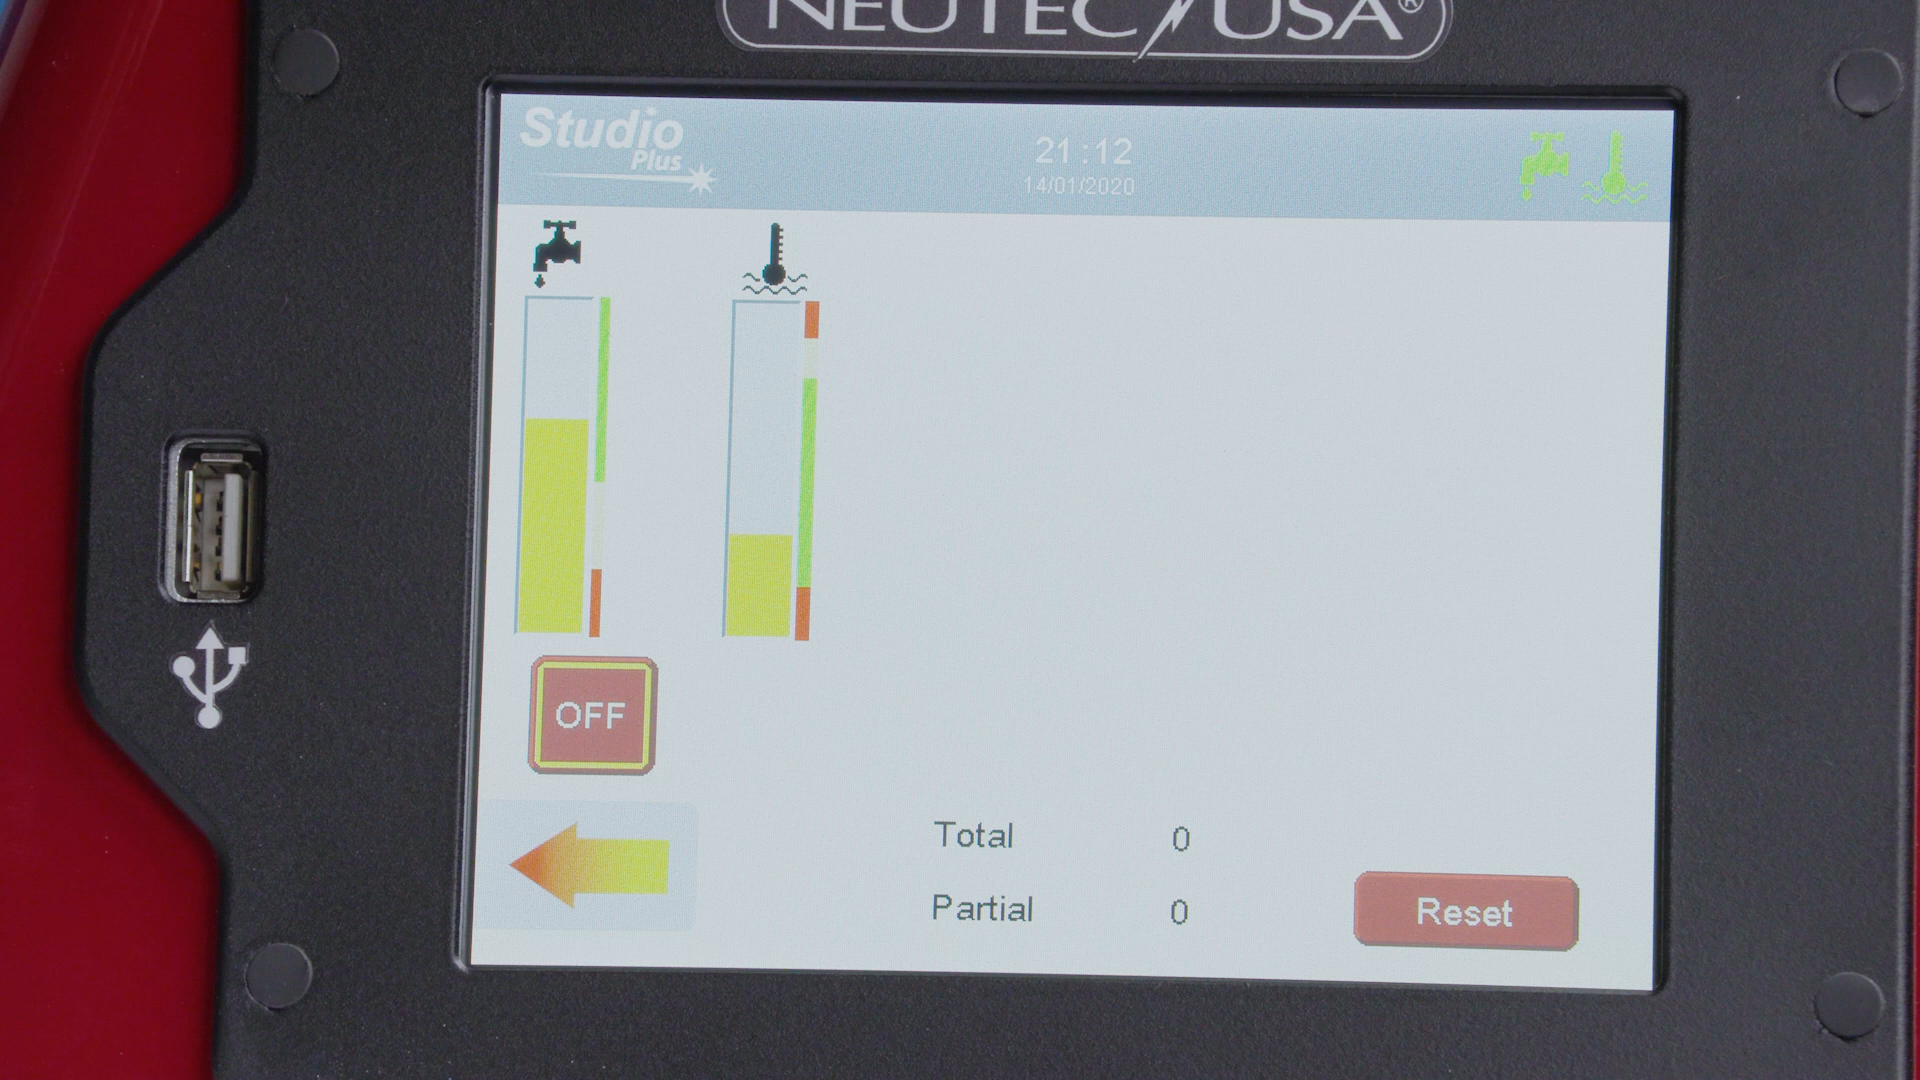 NEUTEC USA®
Studio
Plus
21:12
14/01/2020
OFF
Total 0
Partial 0
Reset